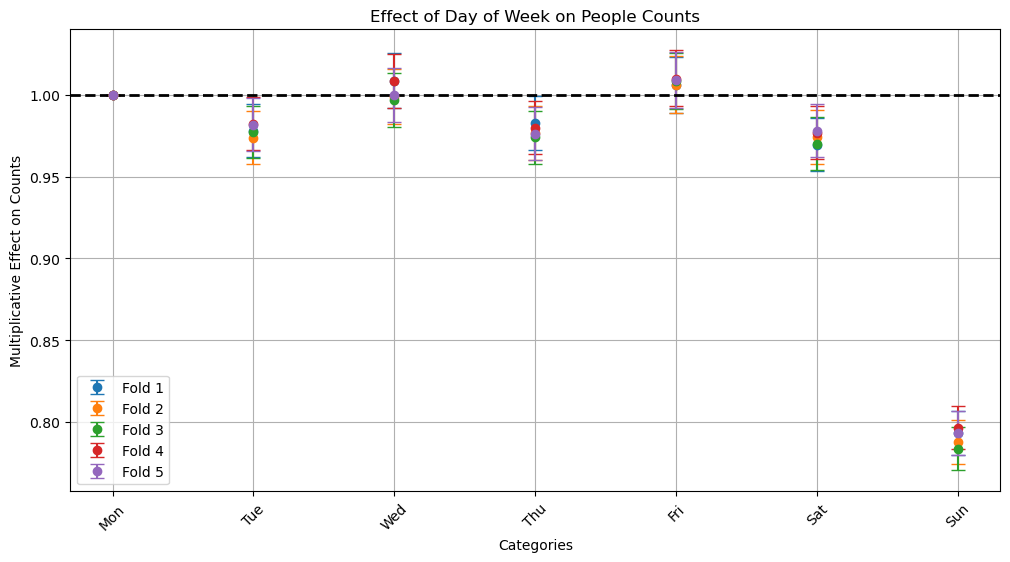 Effect of Day of Week on People Counts
Multiplicative Effect on Counts
1.00
0.95
0.90
0.85
0.80
Fold 1
Fold 2
Fold 3
Fold 4
Fold 5
Mon
Tue
Wed
Thu
Fri
Sat
Sun
Categories